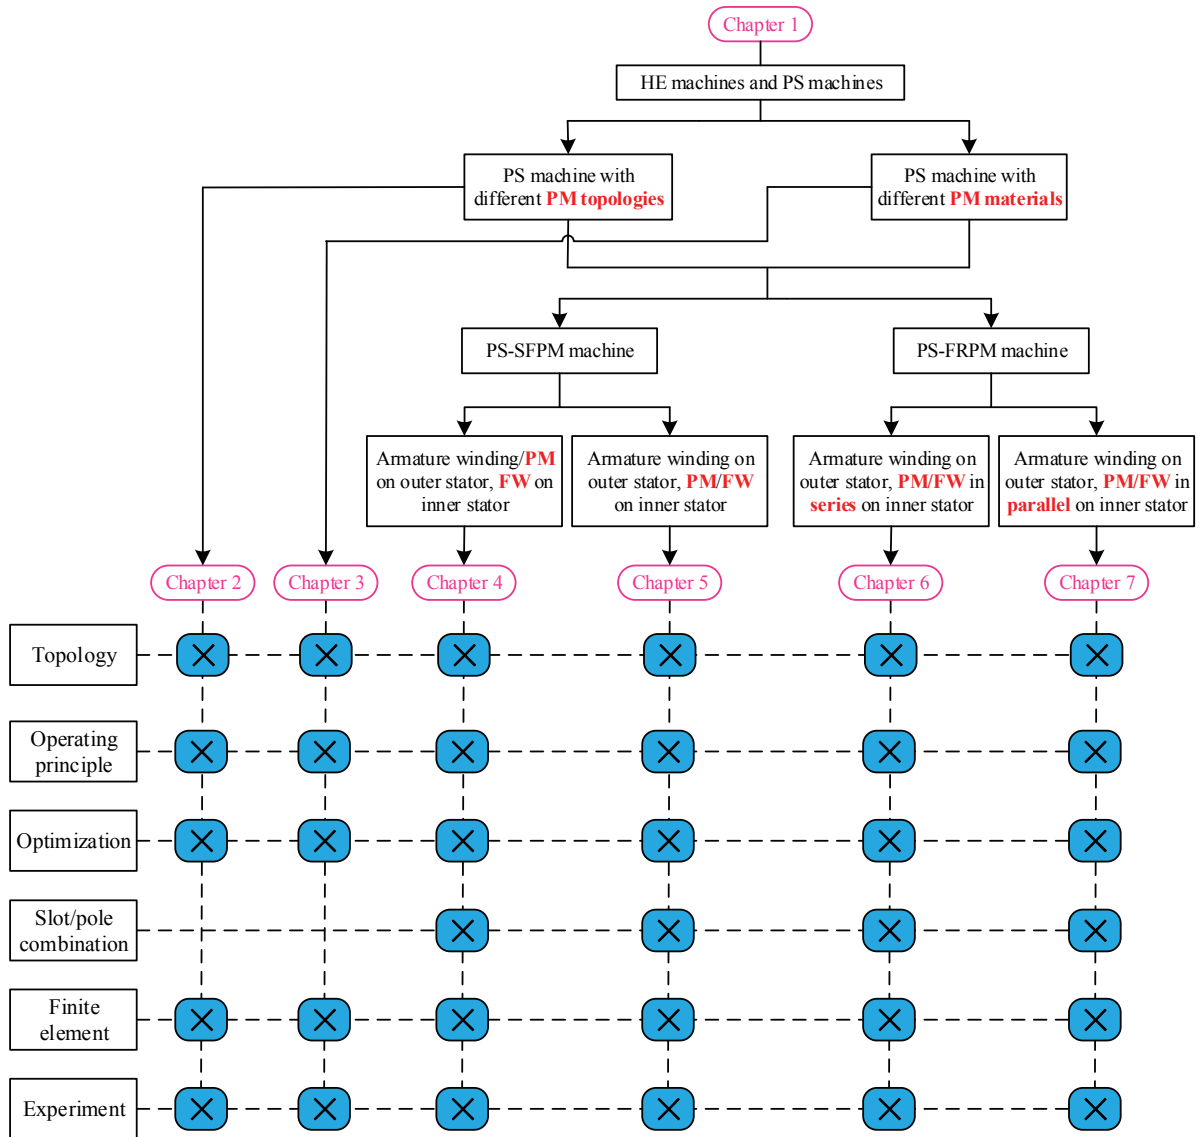 Chapter 1
HE machines and PS machines
PS machine with
different PM topologies
PS machine with
different PM materials
PS-SFPM machine
PS-FRPM machine
Armature winding/PM
on outer stator, FW on
inner stator
Armature winding on
outer stator, PM/FW
on inner stator
Armature winding on
outer stator, PM/FW in
series on inner stator
Armature winding on
outer stator, PM/FW in
parallel on inner stator
Chapter 2
Chapter 3
Chapter 4
Chapter 5
Chapter 6
Chapter 7
Topology
Operating
principle
Optimization
Slot/pole
combination
Finite
element
Experiment